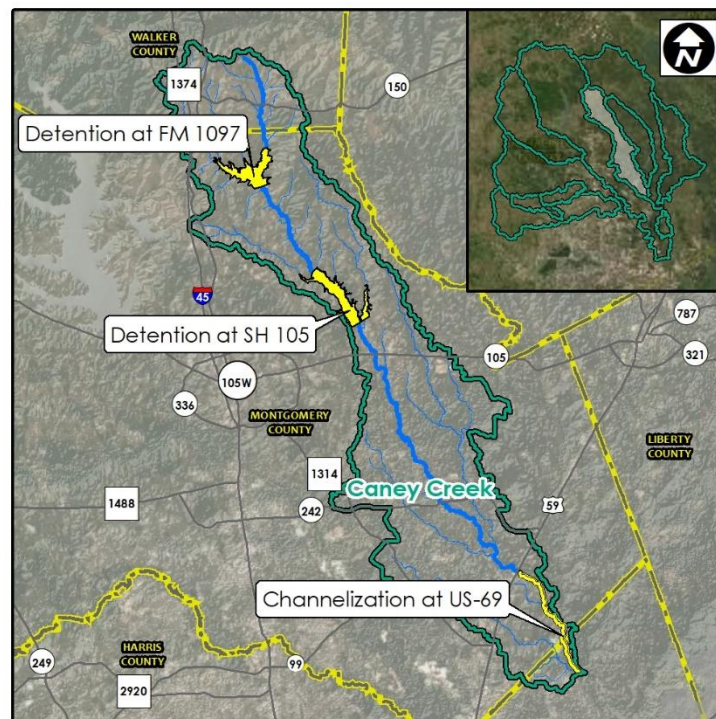 WALKER
COUNTY
N
1374
150
Detention at FM 1097
45
Detention at SH 105
787
105
321
105W
336
MONTGOMERY
COUNTY
LIBERTY
COUNTY
1314
Caney Creek
1488
242
59
Channelization at US-69
HARRIS
COUNTY
249
99
2920